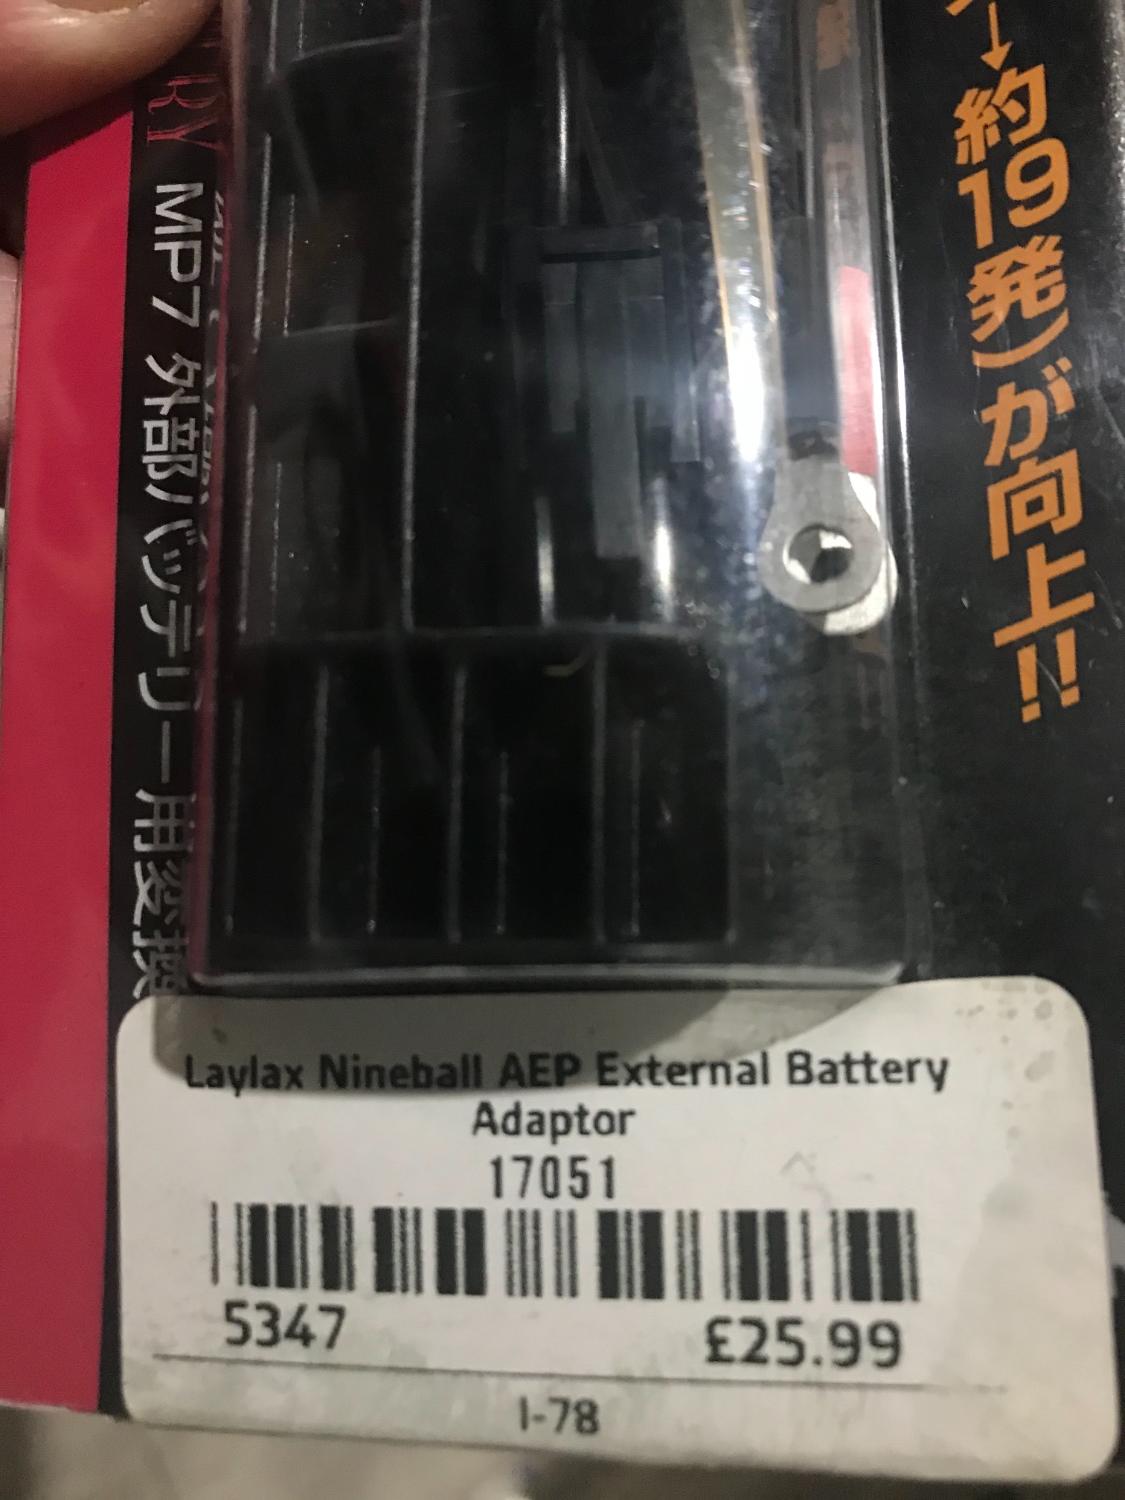 RY
MP7 外部バッテリー用変換
約19発)が向上!!
Laylax Nineball AEP External Battery
Adaptor
17051
5347
£25.99
I-78